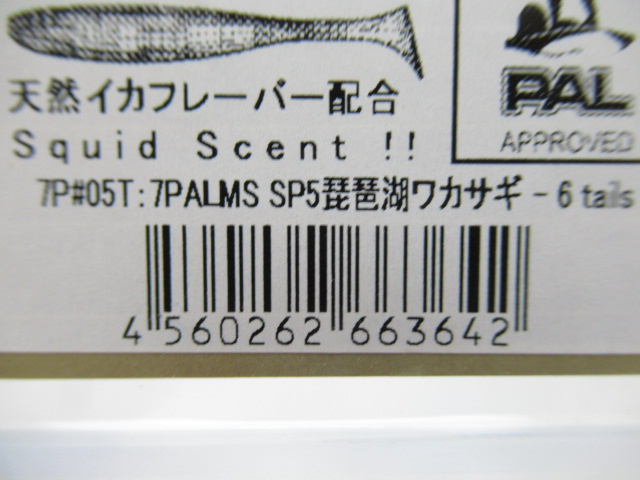 天然イカフレーバー配合
Squid Scent !!
PAL
APPROVED
7P#05T:7PALMS SP5琵琶湖ワカサギ - 6 tails
4 560262 663642